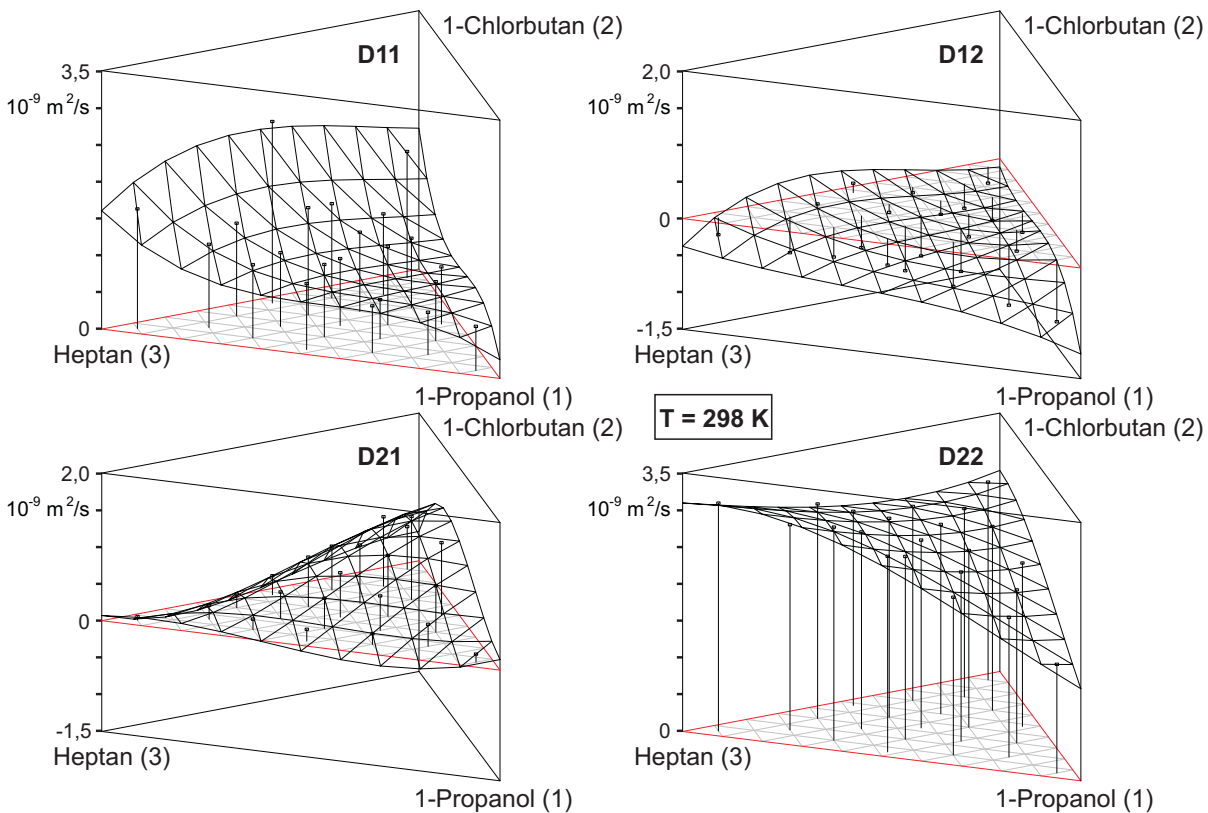 1-Chlorbutan (2)
D11
3,5
10⁻⁹ m²/s
0
Heptan (3)
1-Propanol (1)
1-Chlorbutan (2)
D12
2,0
10⁻⁹ m²/s
0
-1,5
Heptan (3)
1-Propanol (1)
T = 298 K
1-Chlorbutan (2)
D21
2,0
10⁻⁹ m²/s
0
-1,5
Heptan (3)
1-Propanol (1)
1-Chlorbutan (2)
D22
3,5
10⁻⁹ m²/s
0
Heptan (3)
1-Propanol (1)